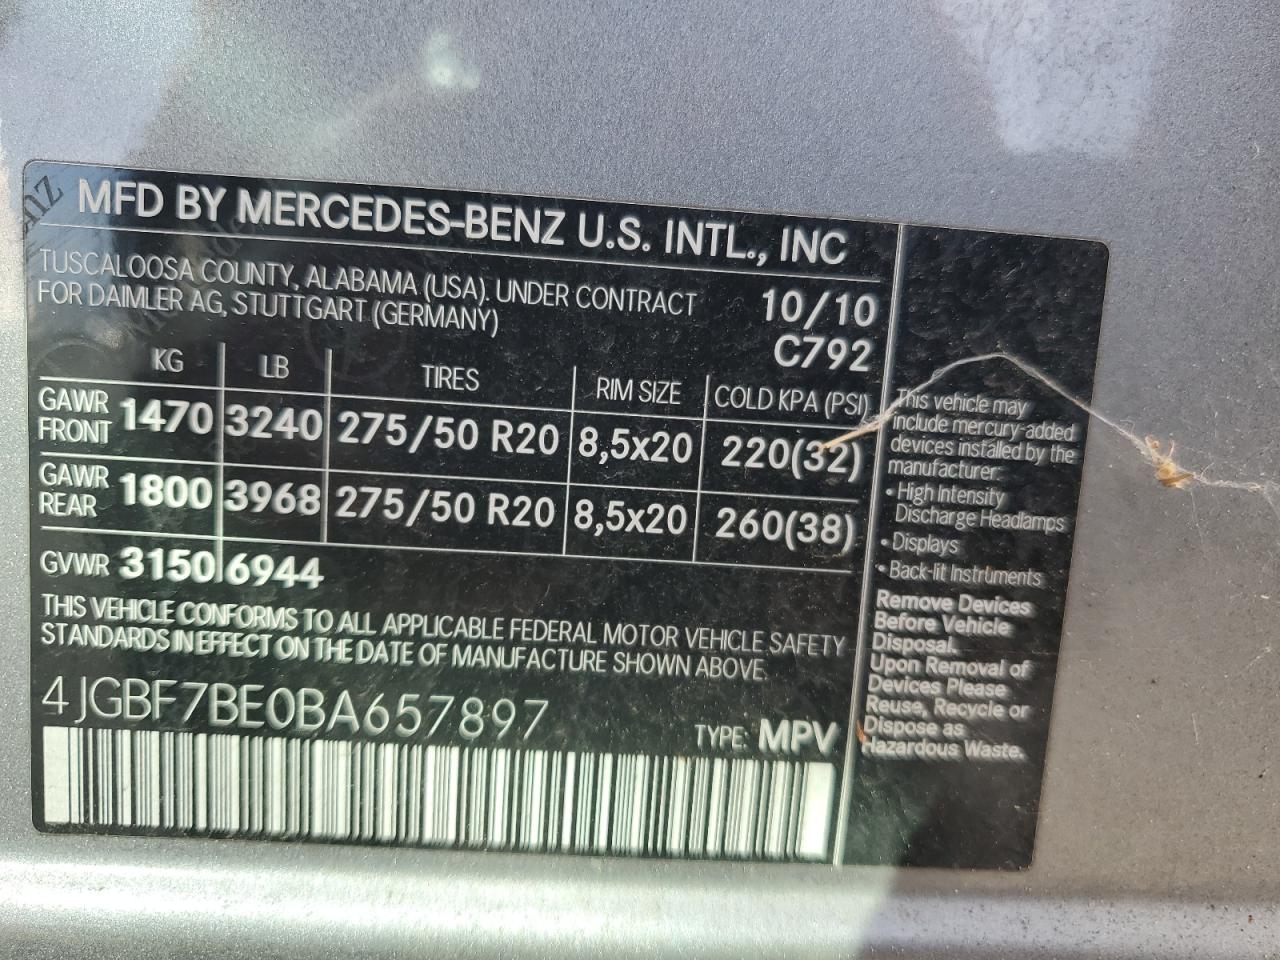 MFD BY MERCEDES-BENZ U.S. INTL., INC
TUSCALOOSA COUNTY, ALABAMA (USA). UNDER CONTRACT
FOR DAIMLER AG, STUTTGART (GERMANY)
10/10
C792
KG LB TIRES RIM SIZE COLD KPA (PSI)
GAWR FRONT 1470 3240 275/50 R20 8,5x20 220(32)
GAWR REAR 1800 3968 275/50 R20 8,5x20 260(38)
GVWR 3150 6944
THIS VEHICLE CONFORMS TO ALL APPLICABLE FEDERAL MOTOR VEHICLE SAFETY
STANDARDS IN EFFECT ON THE DATE OF MANUFACTURE SHOWN ABOVE.
4JGBF7BE0BA657897
TYPE: MPV
This vehicle may
include mercury-added
devices installed by the
manufacturer:
• High Intensity
Discharge Headlamps
• Displays
• Back-lit Instruments
Remove Devices
Before Vehicle
Disposal.
Upon Removal of
Devices Please
Reuse, Recycle or
Dispose as
Hazardous Waste.